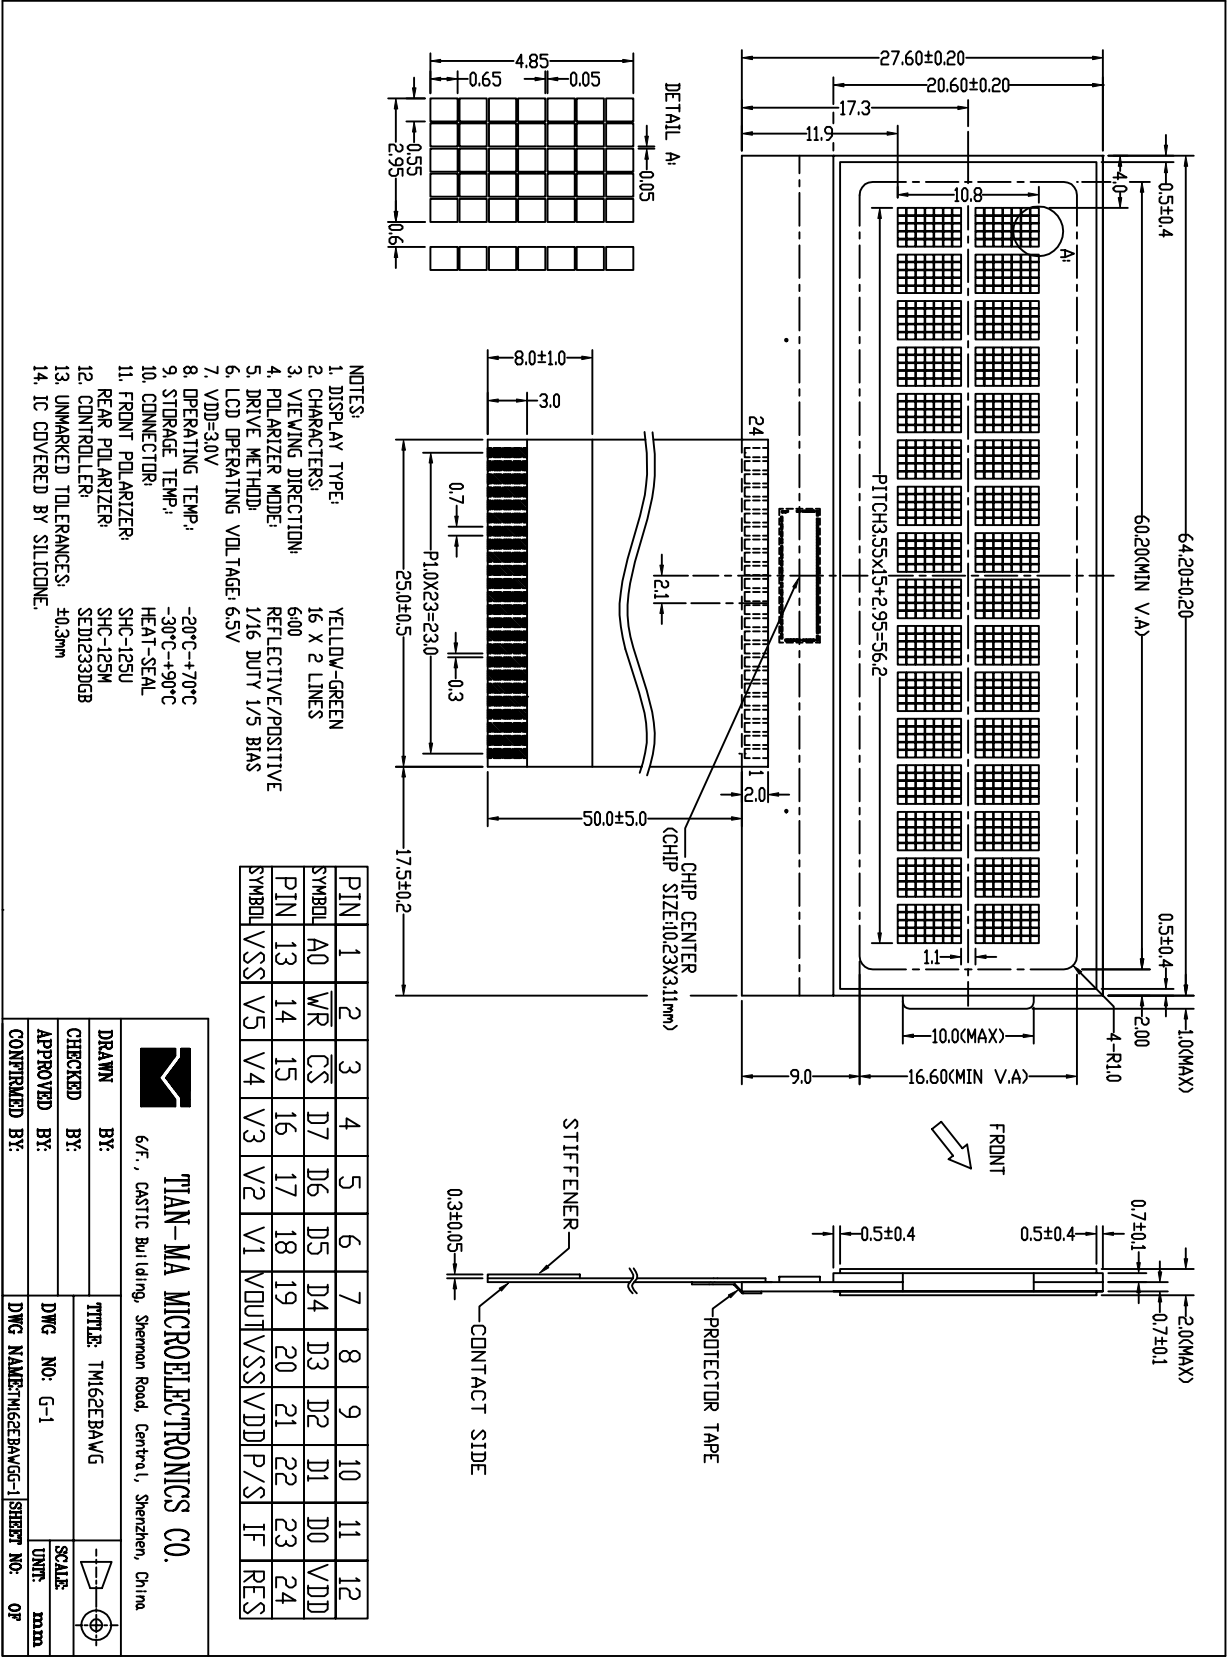 64.20±0.20
60.20(MIN V.A)
0.5±0.4
0.5±0.4
4.0
2.00
1.0(MAX)
4-R1.0
27.60±0.20
20.60±0.20
17.3
11.9
10.8
A:
PITCH3.55x15+2.95=56.2
1.1
10.0(MAX)
16.60(MIN V.A)
9.0
FRONT
0.7±0.1
2.0(MAX)
0.7±0.1
0.5±0.4
0.5±0.4
PROTECTOR TAPE
STIFFENER
CONTACT SIDE
0.3±0.05
DETAIL A:
4.85
0.65
0.05
0.05
0.55
2.95
0.6
24
1
2.1
2.0
CHIP CENTER
(CHIP SIZE:10.23X3.11mm)
50.0±5.0
8.0±1.0
3.0
0.7
0.3
P1.0X23=23.0
25.0±0.5
17.5±0.2
NOTES:
1. DISPLAY TYPE: YELLOW-GREEN
2. CHARACTERS: 16 X 2 LINES
3. VIEWING DIRECTION: 6:00
4. POLARIZER MODE: REFLECTIVE/POSITIVE
5. DRIVE METHOD: 1/16 DUTY 1/5 BIAS
6. LCD OPERATING VOLTAGE: 6.5V
7. VDD=3.0V
8. OPERATING TEMP.: -20°C~+70°C
9. STORAGE TEMP.: -30°C~+90°C
10. CONNECTOR: HEAT-SEAL
11. FRONT POLARIZER: SHC-125U
REAR POLARIZER: SHC-125M
12. CONTROLLER: SED1233DGB
13. UNMARKED TOLERANCES: ±0.3mm
14. IC COVERED BY SILICONE.
PIN 1 2 3 4 5 6 7 8 9 10 11 12
SYMBOL A0 W̅R̅ C̅S̅ D7 D6 D5 D4 D3 D2 D1 D0 VDD
PIN 13 14 15 16 17 18 19 20 21 22 23 24
SYMBOL VSS V5 V4 V3 V2 V1 VOUT VSS VDD P/S IF RES
TIAN-MA MICROELECTRONICS CO.
6/F., CASTIC Building, Shennan Road, Central, Shenzhen, China
DRAWN BY:
CHECKED BY:
APPROVED BY:
CONFIRMED BY:
TITLE: TM162EBAWG
DWG NO: G-1
DWG NAME:TM162EBAWGG-1
SCALE:
UNIT: mm
SHEET NO: OF